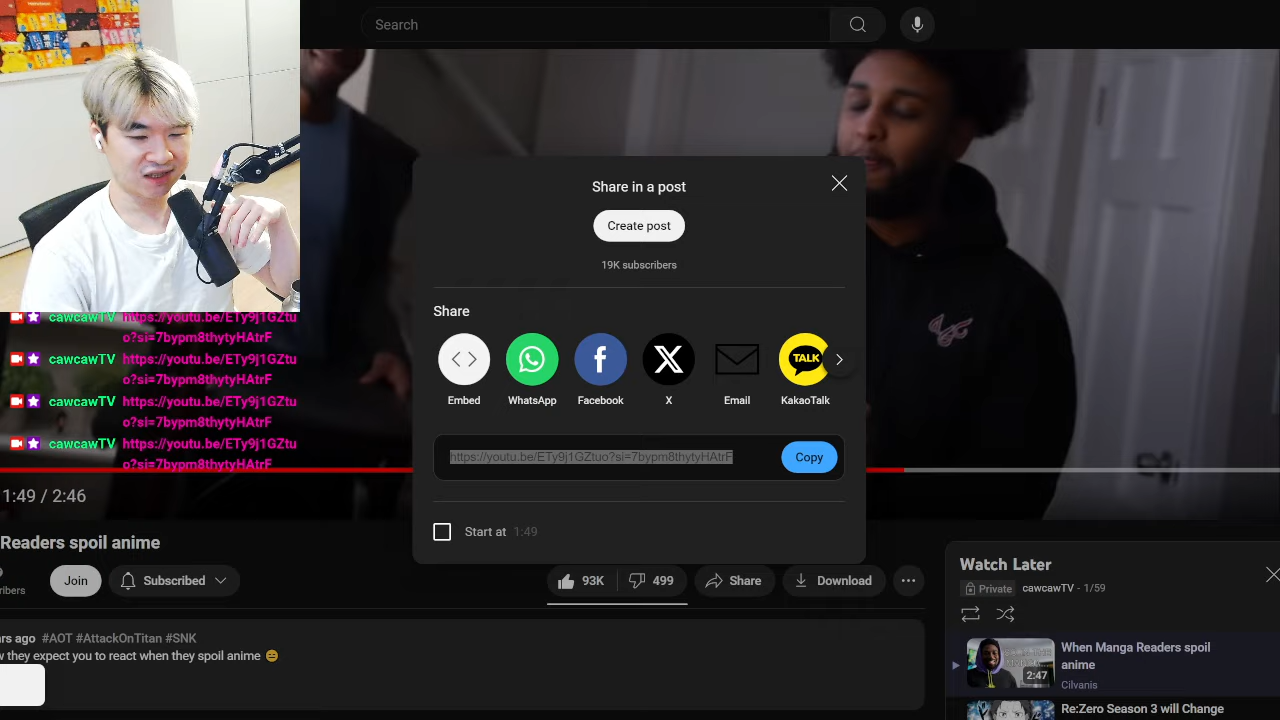 Search
Share in a post
Create post
19K subscribers
Share
TALK
Embed
WhatsApp
Facebook
X
Email
KakaoTalk
https://youtu.be/ETy9j1GZtuo?si=7bypm8thytyHAtrF
Copy
Start at 1:49
cawcawTV https://youtu.be/ETy9j1GZtu
o?si=7bypm8thytyHAtrF
cawcawTV https://youtu.be/ETy9j1GZtu
o?si=7bypm8thytyHAtrF
cawcawTV https://youtu.be/ETy9j1GZtu
o?si=7bypm8thytyHAtrF
cawcawTV https://youtu.be/ETy9j1GZtu
o?si=7bypm8thytyHAtrF
1:49 / 2:46
Readers spoil anime
ribers
Join
Subscribed
93K
499
Share
Download
rs ago #AOT #AttackOnTitan #SNK
w they expect you to react when they spoil anime 😑
Watch Later
Private cawcawTV - 1/59
2:47
When Manga Readers spoil
anime
Cilvanis
Re:Zero Season 3 will Change